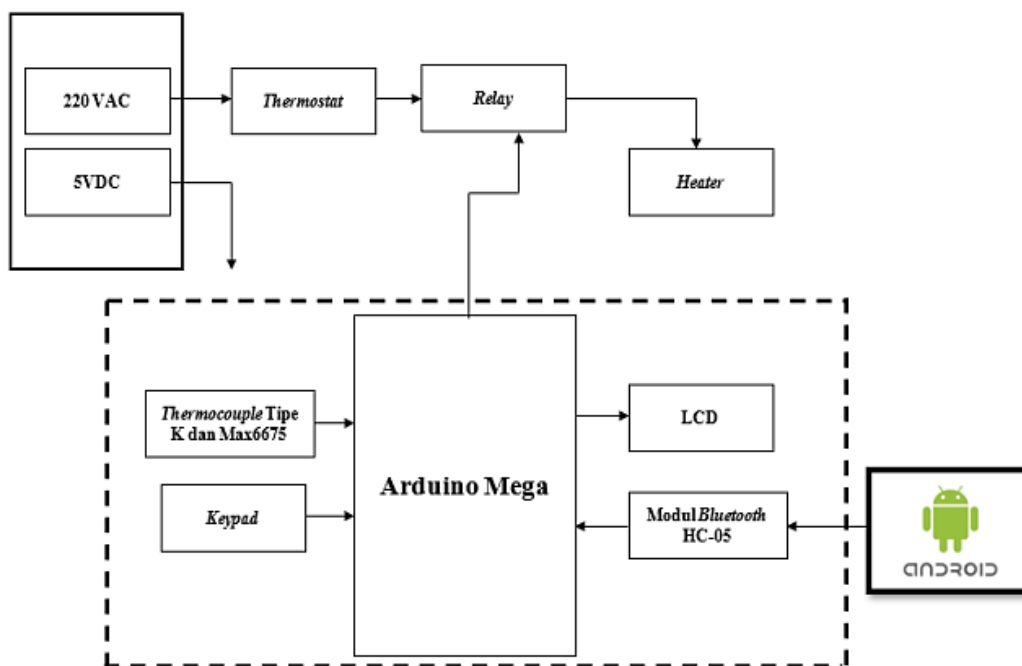 220 VAC
Thermostat
Relay
5VDC
Heater
Thermocouple Tipe
K dan Max6675
Keypad
Arduino Mega
LCD
Modul Bluetooth
HC-05
ANDROID